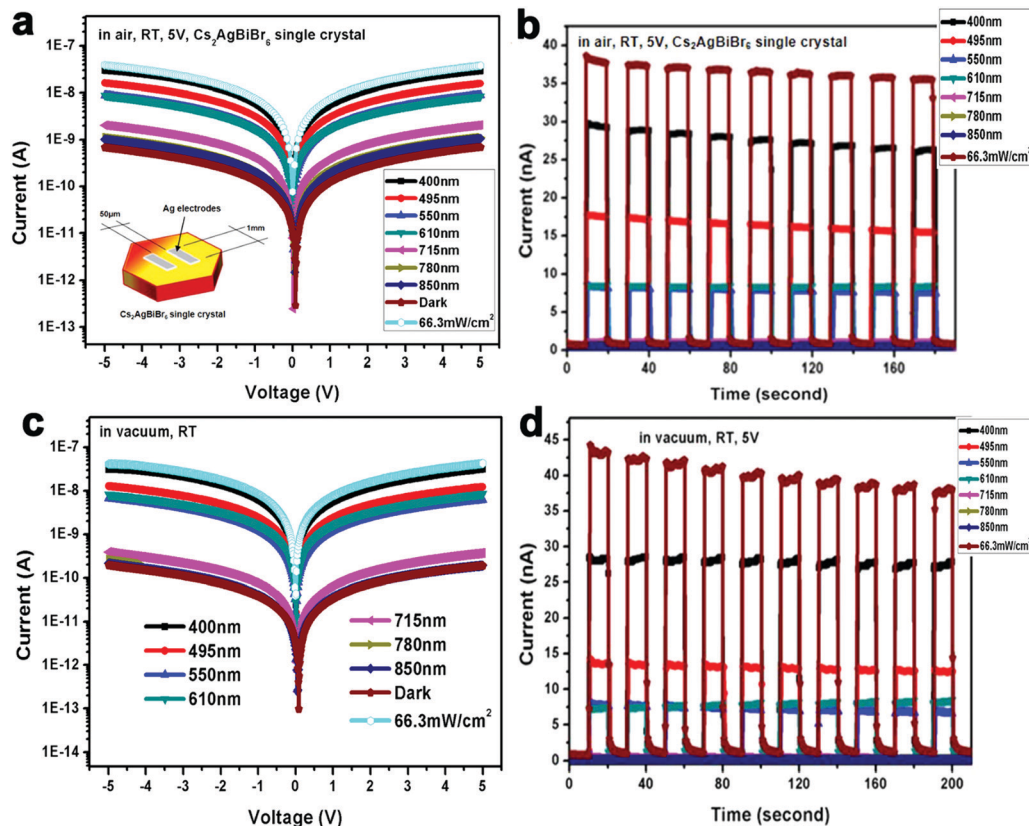 a
in air, RT, 5V, Cs₂AgBiBr₆ single crystal
1E-7
1E-8
1E-9
1E-10
1E-11
1E-12
1E-13
Current (A)
50μm
Ag electrodes
1mm
Cs₂AgBiBr₆ single crystal
400nm
495nm
550nm
610nm
715nm
780nm
850nm
Dark
66.3mW/cm²
-5 -4 -3 -2 -1 0 1 2 3 4 5
Voltage (V)
b
in air, RT, 5V, Cs₂AgBiBr₆ single crystal
40
35
30
25
20
15
10
5
0
Current (nA)
400nm
495nm
550nm
610nm
715nm
780nm
850nm
66.3mW/cm²
0 40 80 120 160
Time (second)
c
in vacuum, RT
1E-7
1E-8
1E-9
1E-10
1E-11
1E-12
1E-13
1E-14
Current (A)
400nm
495nm
550nm
610nm
715nm
780nm
850nm
Dark
66.3mW/cm²
-5 -4 -3 -2 -1 0 1 2 3 4 5
Voltage (V)
d
in vacuum, RT, 5V
45
40
35
30
25
20
15
10
5
0
Current (nA)
400nm
495nm
550nm
610nm
715nm
780nm
850nm
66.3mW/cm²
0 40 80 120 160 200
Time (second)